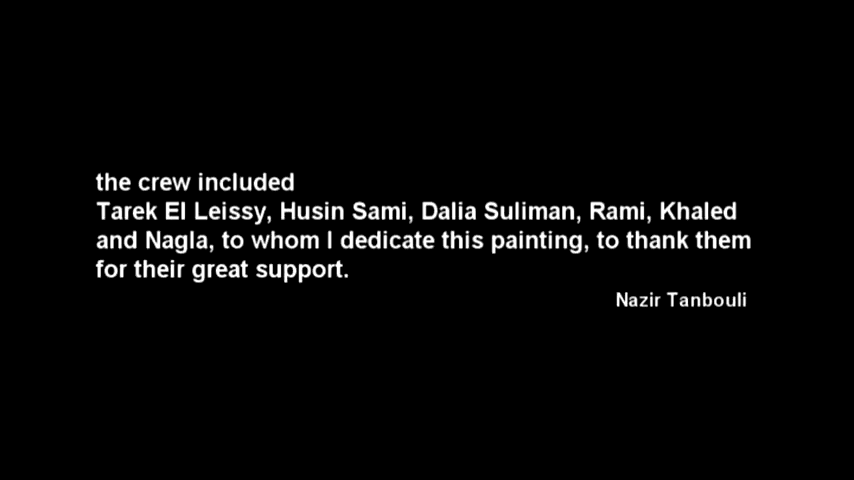 the crew included
Tarek El Leissy, Husin Sami, Dalia Suliman, Rami, Khaled
and Nagla, to whom I dedicate this painting, to thank them
for their great support.
Nazir Tanbouli